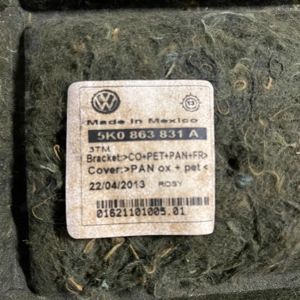 Made in Mexico
5K0 863 831 A
3TM
Bracket:>CO+PET+PAN+FR>
Cover:>PAN ox + pet<
22/04/2013 ROSY
01621101005.01